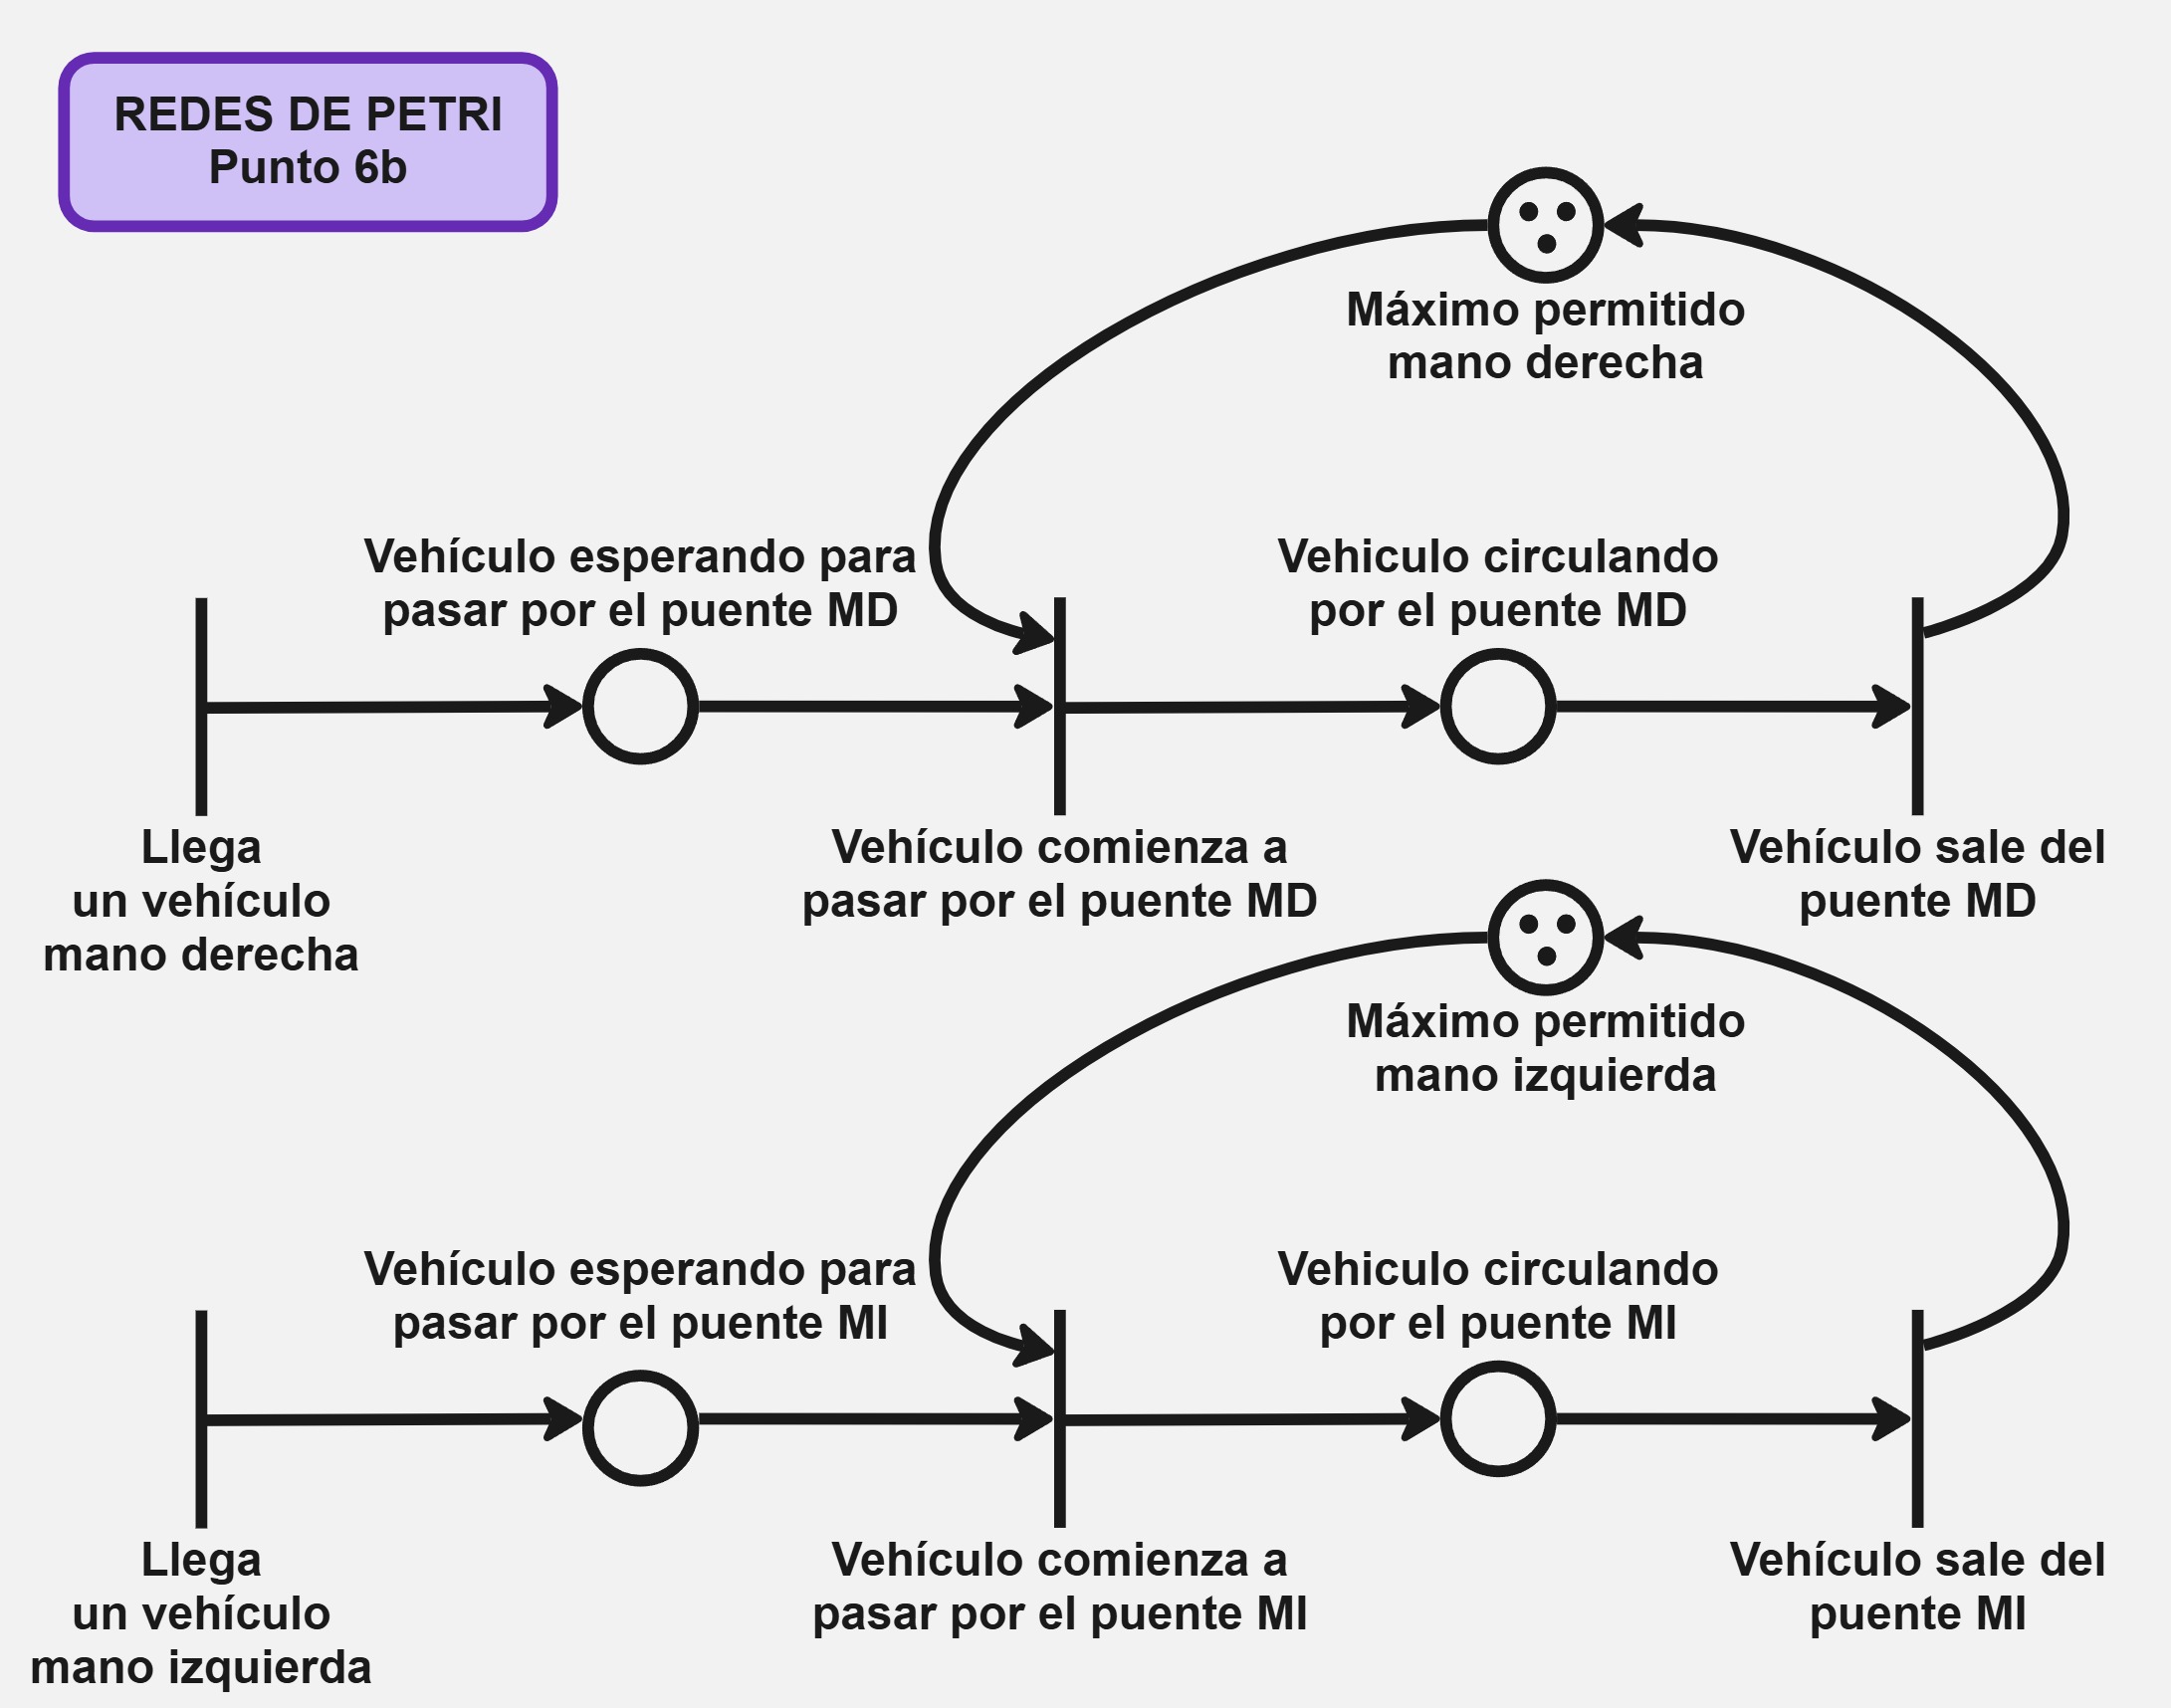 REDES DE PETRI
Punto 6b
Máximo permitido
mano derecha
Vehículo esperando para
pasar por el puente MD
Vehiculo circulando
por el puente MD
Llega
un vehículo
mano derecha
Vehículo comienza a
pasar por el puente MD
Vehículo sale del
puente MD
Máximo permitido
mano izquierda
Vehículo esperando para
pasar por el puente MI
Vehiculo circulando
por el puente MI
Llega
un vehículo
mano izquierda
Vehículo comienza a
pasar por el puente MI
Vehículo sale del
puente MI